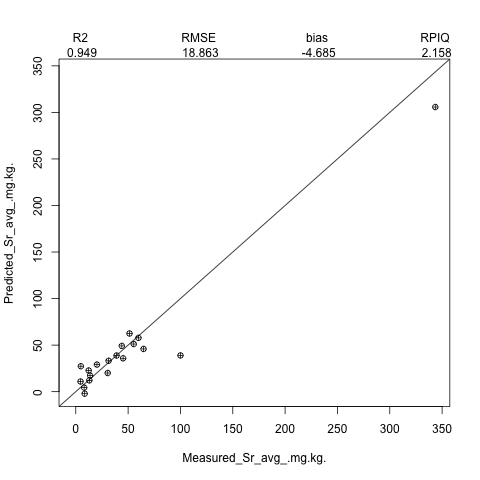 R2 RMSE bias RPIQ
0.949 18.863 -4.685 2.158
350
300
250
200
150
100
50
0
Predicted_Sr_avg_.mg.kg.
0 50 100 150 200 250 300 350
Measured_Sr_avg_.mg.kg.